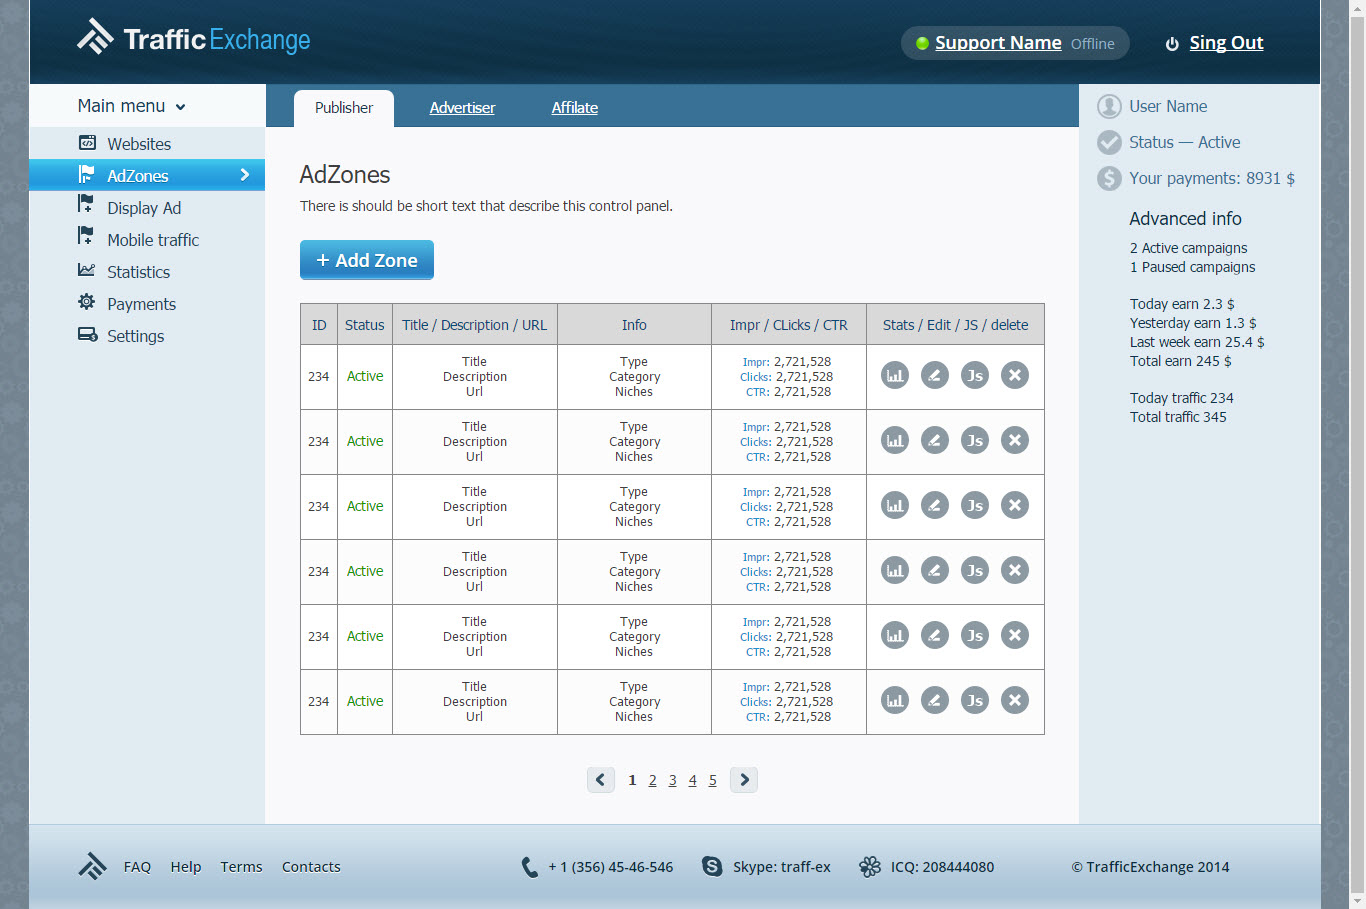 Traffic Exchange
Support Name Offline
Sing Out
Main menu
Publisher
Advertiser
Affilate
Websites
AdZones
Display Ad
Mobile traffic
Statistics
Payments
Settings
AdZones
There is should be short text that describe this control panel.
+ Add Zone
ID Status Title / Description / URL Info Impr / CLicks / CTR Stats / Edit / JS / delete
Title Type Impr: 2,721,528
234 Active Description Category Clicks: 2,721,528 Js
Url Niches CTR: 2,721,528
Title Type Impr: 2,721,528
234 Active Description Category Clicks: 2,721,528 Js
Url Niches CTR: 2,721,528
Title Type Impr: 2,721,528
234 Active Description Category Clicks: 2,721,528 Js
Url Niches CTR: 2,721,528
Title Type Impr: 2,721,528
234 Active Description Category Clicks: 2,721,528 Js
Url Niches CTR: 2,721,528
Title Type Impr: 2,721,528
234 Active Description Category Clicks: 2,721,528 Js
Url Niches CTR: 2,721,528
Title Type Impr: 2,721,528
234 Active Description Category Clicks: 2,721,528 Js
Url Niches CTR: 2,721,528
1 2 3 4 5
User Name
Status — Active
$ Your payments: 8931 $
Advanced info
2 Active campaigns
1 Paused campaigns
Today earn 2.3 $
Yesterday earn 1.3 $
Last week earn 25.4 $
Total earn 245 $
Today traffic 234
Total traffic 345
FAQ Help Terms Contacts + 1 (356) 45-46-546 S Skype: traff-ex ICQ: 208444080 © TrafficExchange 2014